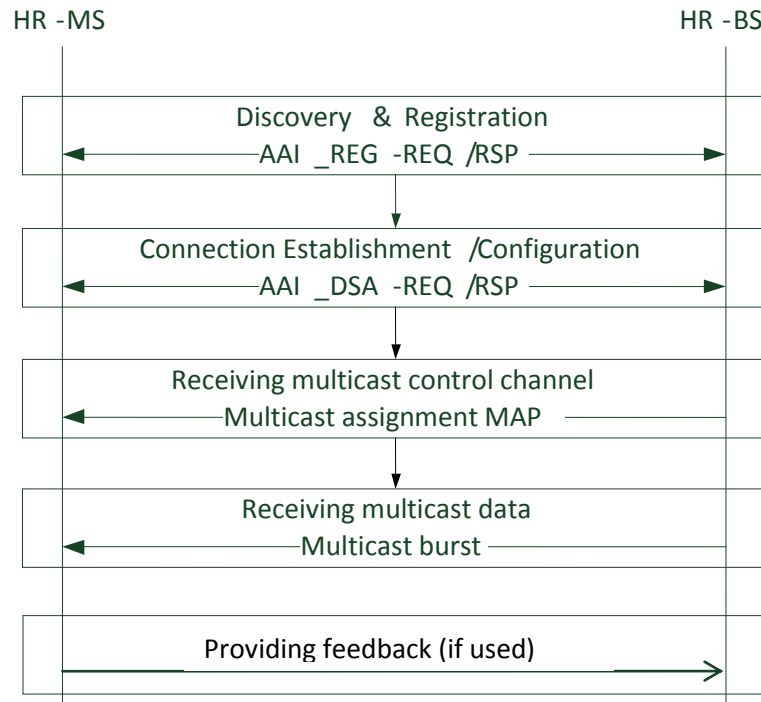 HR -MS HR -BS
Discovery & Registration
AAI _REG -REQ /RSP
Connection Establishment /Configuration
AAI _DSA -REQ /RSP
Receiving multicast control channel
Multicast assignment MAP
Receiving multicast data
Multicast burst
Providing feedback (if used)